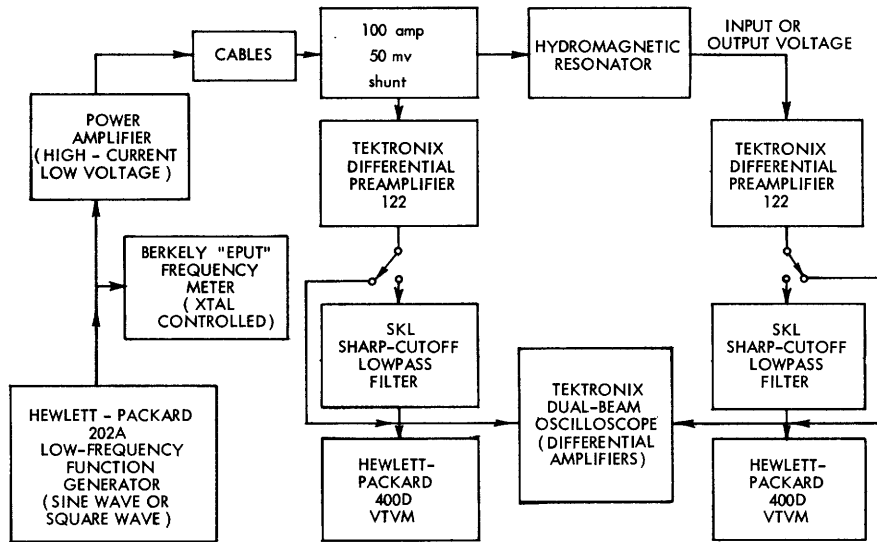 CABLES
100 amp
50 mv
shunt
HYDROMAGNETIC
RESONATOR
INPUT OR
OUTPUT VOLTAGE
POWER
AMPLIFIER
(HIGH - CURRENT
LOW VOLTAGE)
TEKTRONIX
DIFFERENTIAL
PREAMPLIFIER
122
TEKTRONIX
DIFFERENTIAL
PREAMPLIFIER
122
BERKELY "EPUT"
FREQUENCY
METER
(XTAL
CONTROLLED)
SKL
SHARP-CUTOFF
LOWPASS
FILTER
SKL
SHARP-CUTOFF
LOWPASS
FILTER
HEWLETT - PACKARD
202A
LOW-FREQUENCY
FUNCTION
GENERATOR
(SINE WAVE OR
SQUARE WAVE)
TEKTRONIX
DUAL-BEAM
OSCILLOSCOPE
(DIFFERENTIAL
AMPLIFIERS)
HEWLETT-
PACKARD
400D
VTVM
HEWLETT-
PACKARD
400D
VTVM